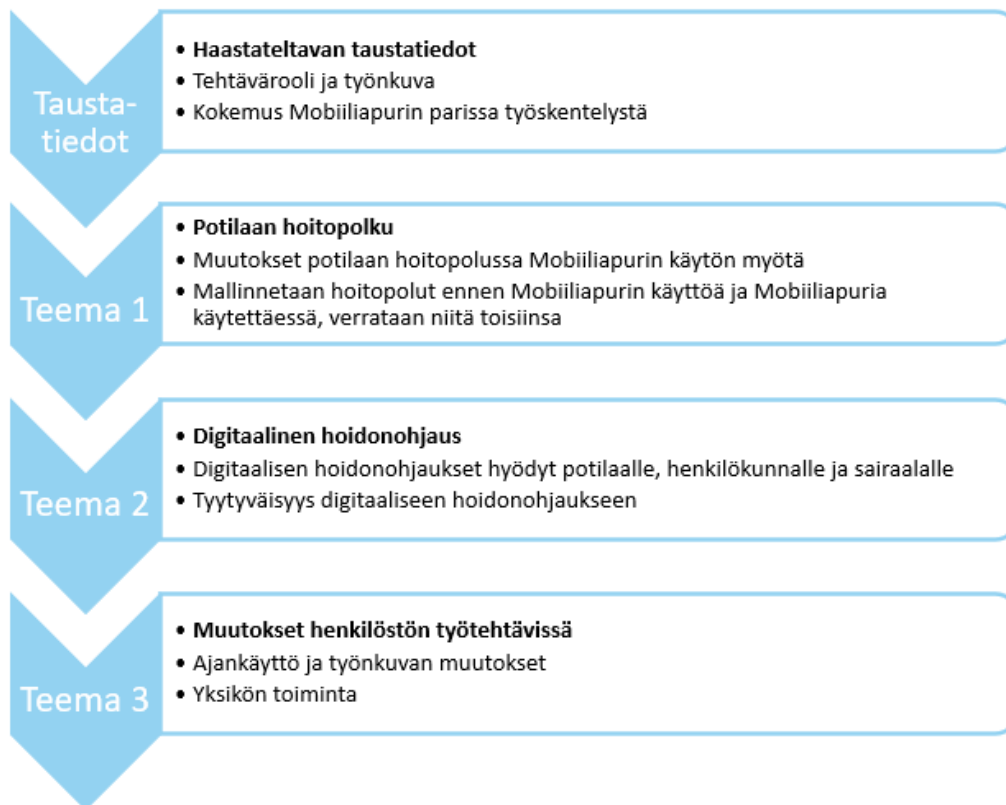 Tausta-
tiedot
• Haastateltavan taustatiedot
• Tehtävärooli ja työnkuva
• Kokemus Mobiiliapurin parissa työskentelystä
Teema 1
• Potilaan hoitopolku
• Muutokset potilaan hoitopolussa Mobiiliapurin käytön myötä
• Mallinnetaan hoitopolut ennen Mobiiliapurin käyttöä ja Mobiiliapuria
käytettäessä, verrataan niitä toisiinsa
Teema 2
• Digitaalinen hoidonohjaus
• Digitaalisen hoidonohjaukset hyödyt potilaalle, henkilökunnalle ja sairaalalle
• Tyytyväisyys digitaaliseen hoidonohjaukseen
Teema 3
• Muutokset henkilöstön työtehtävissä
• Ajankäyttö ja työnkuvan muutokset
• Yksikön toiminta